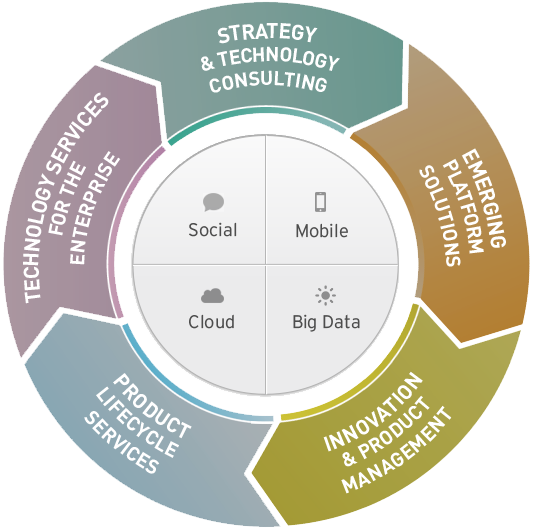 STRATEGY
& TECHNOLOGY
CONSULTING
EMERGING
PLATFORM
SOLUTIONS
INNOVATION
& PRODUCT
MANAGEMENT
PRODUCT
LIFECYCLE
SERVICES
TECHNOLOGY SERVICES
FOR THE
ENTERPRISE
Social
Mobile
Cloud
Big Data